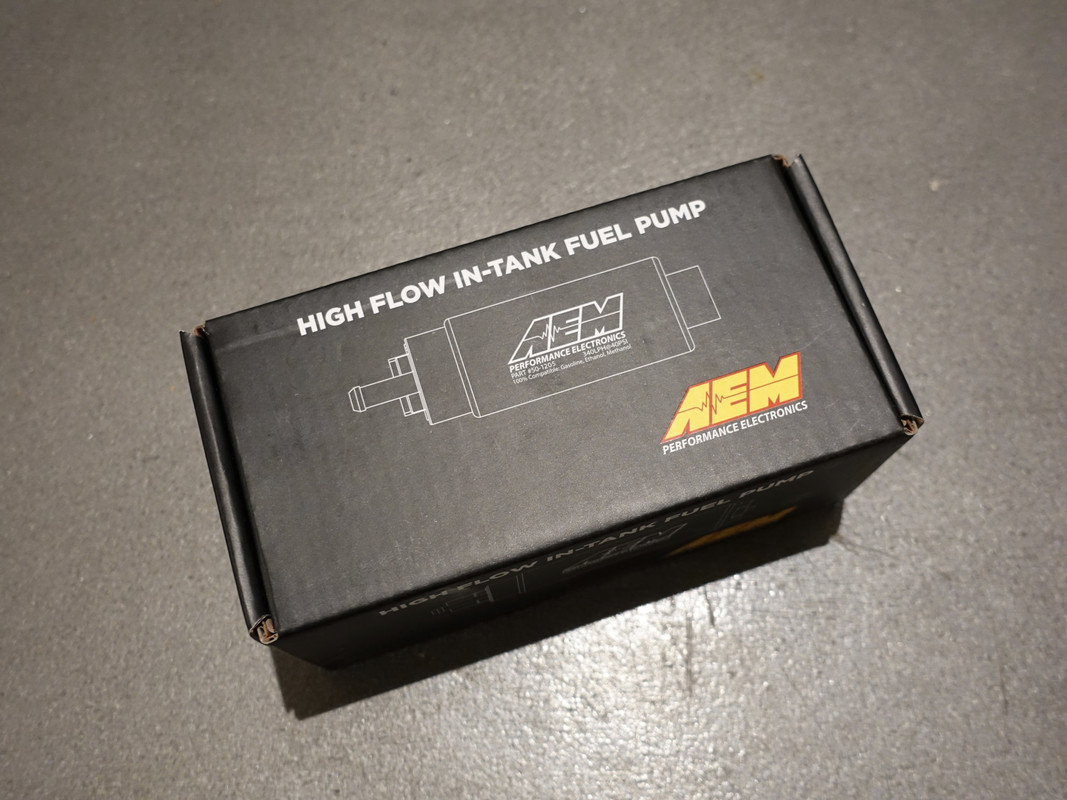 HIGH FLOW IN-TANK FUEL PUMP
AEM
PERFORMANCE ELECTRONICS
PART #50-1205 340LPH@40PSI
100% Compatible: Gasoline, Ethanol, Methanol
AEM
PERFORMANCE ELECTRONICS
HIGH FLOW IN-TANK FUEL PUMP